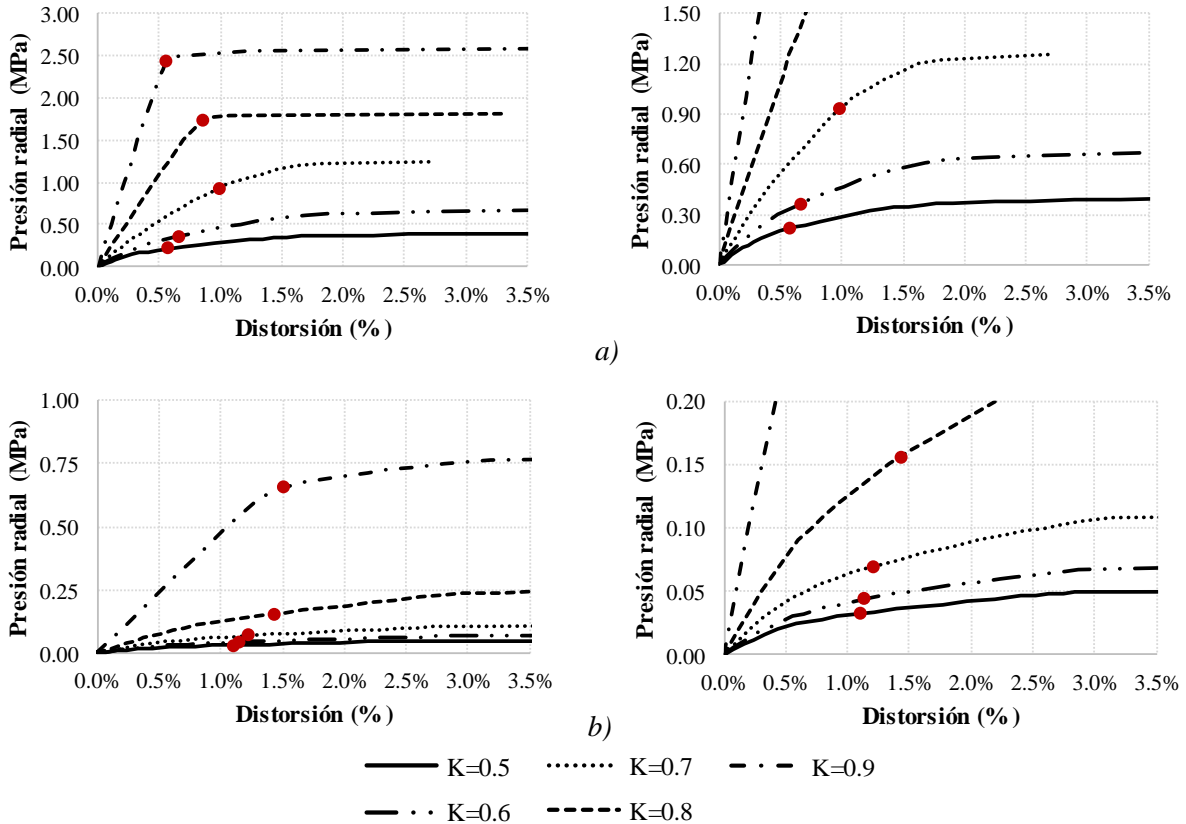 Presión radial (MPa)
3.00
2.50
2.00
1.50
1.00
0.50
0.00
0.0% 0.5% 1.0% 1.5% 2.0% 2.5% 3.0% 3.5%
Distorsión (%)
Presión radial (MPa)
1.50
1.20
0.90
0.60
0.30
0.00
0.0% 0.5% 1.0% 1.5% 2.0% 2.5% 3.0% 3.5%
Distorsión (%)
a)
Presión radial (MPa)
1.00
0.75
0.50
0.25
0.00
0.0% 0.5% 1.0% 1.5% 2.0% 2.5% 3.0% 3.5%
Distorsión (%)
Presión radial (MPa)
0.20
0.15
0.10
0.05
0.00
0.0% 0.5% 1.0% 1.5% 2.0% 2.5% 3.0% 3.5%
Distorsión (%)
b)
K=0.5 K=0.7 K=0.9
K=0.6 K=0.8